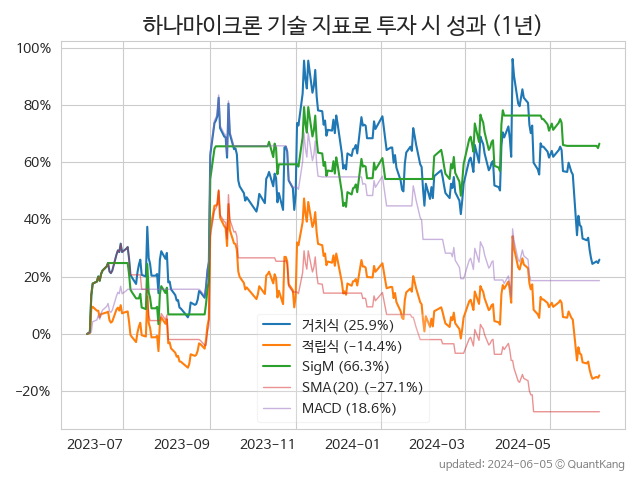 하나마이크론 기술 지표로 투자 시 성과 (1년)
100%
80%
60%
40%
20%
0%
−20%
거치식 (25.9%)
적립식 (−14.4%)
SigM (66.3%)
SMA(20) (−27.1%)
MACD (18.6%)
2023-07 2023-09 2023-11 2024-01 2024-03 2024-05
updated: 2024-06-05 © QuantKang